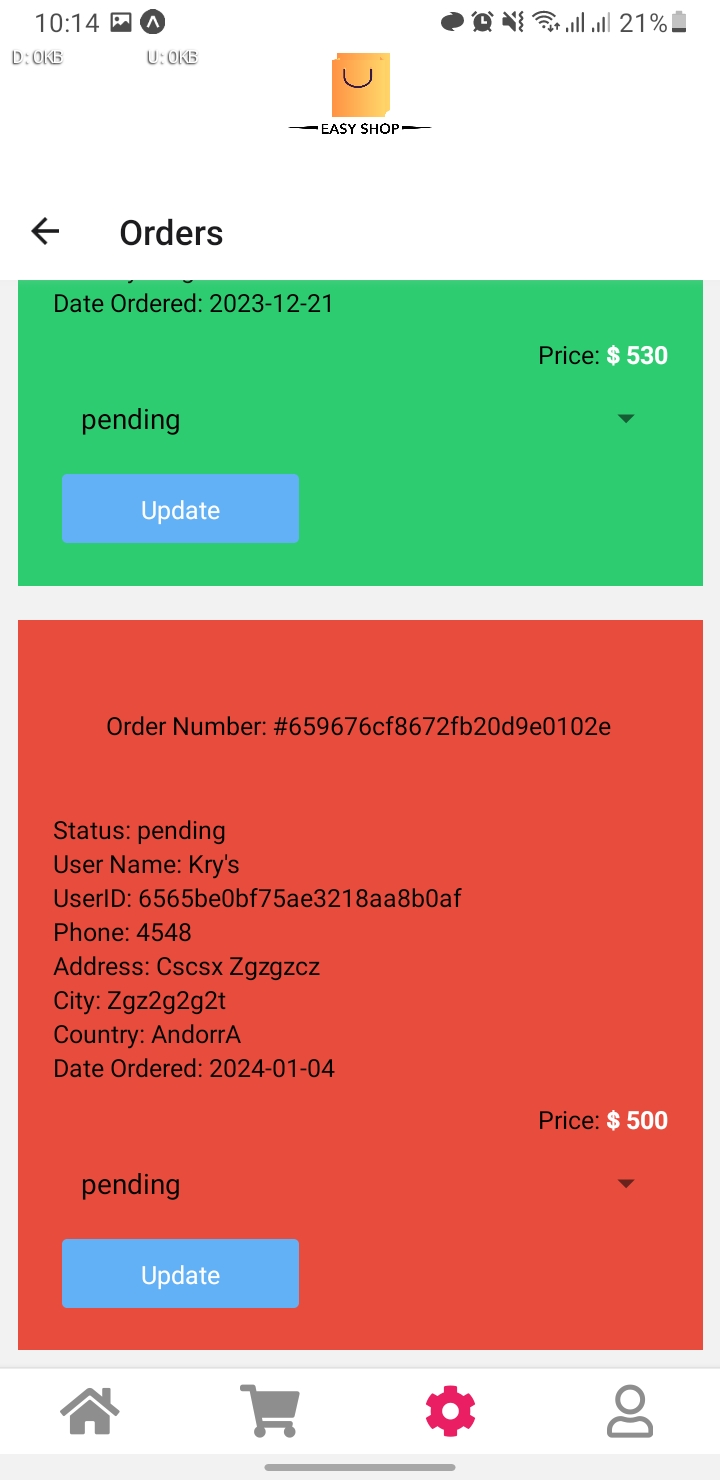 10:14
21%
D:0KB
U:0KB
EASY SHOP
Orders
Date Ordered: 2023-12-21
Price: $ 530
pending
Update
Order Number: #659676cf8672fb20d9e0102e
Status: pending
User Name: Kry's
UserID: 6565be0bf75ae3218aa8b0af
Phone: 4548
Address: Cscsx Zgzgzcz
City: Zgz2g2g2t
Country: AndorrA
Date Ordered: 2024-01-04
Price: $ 500
pending
Update